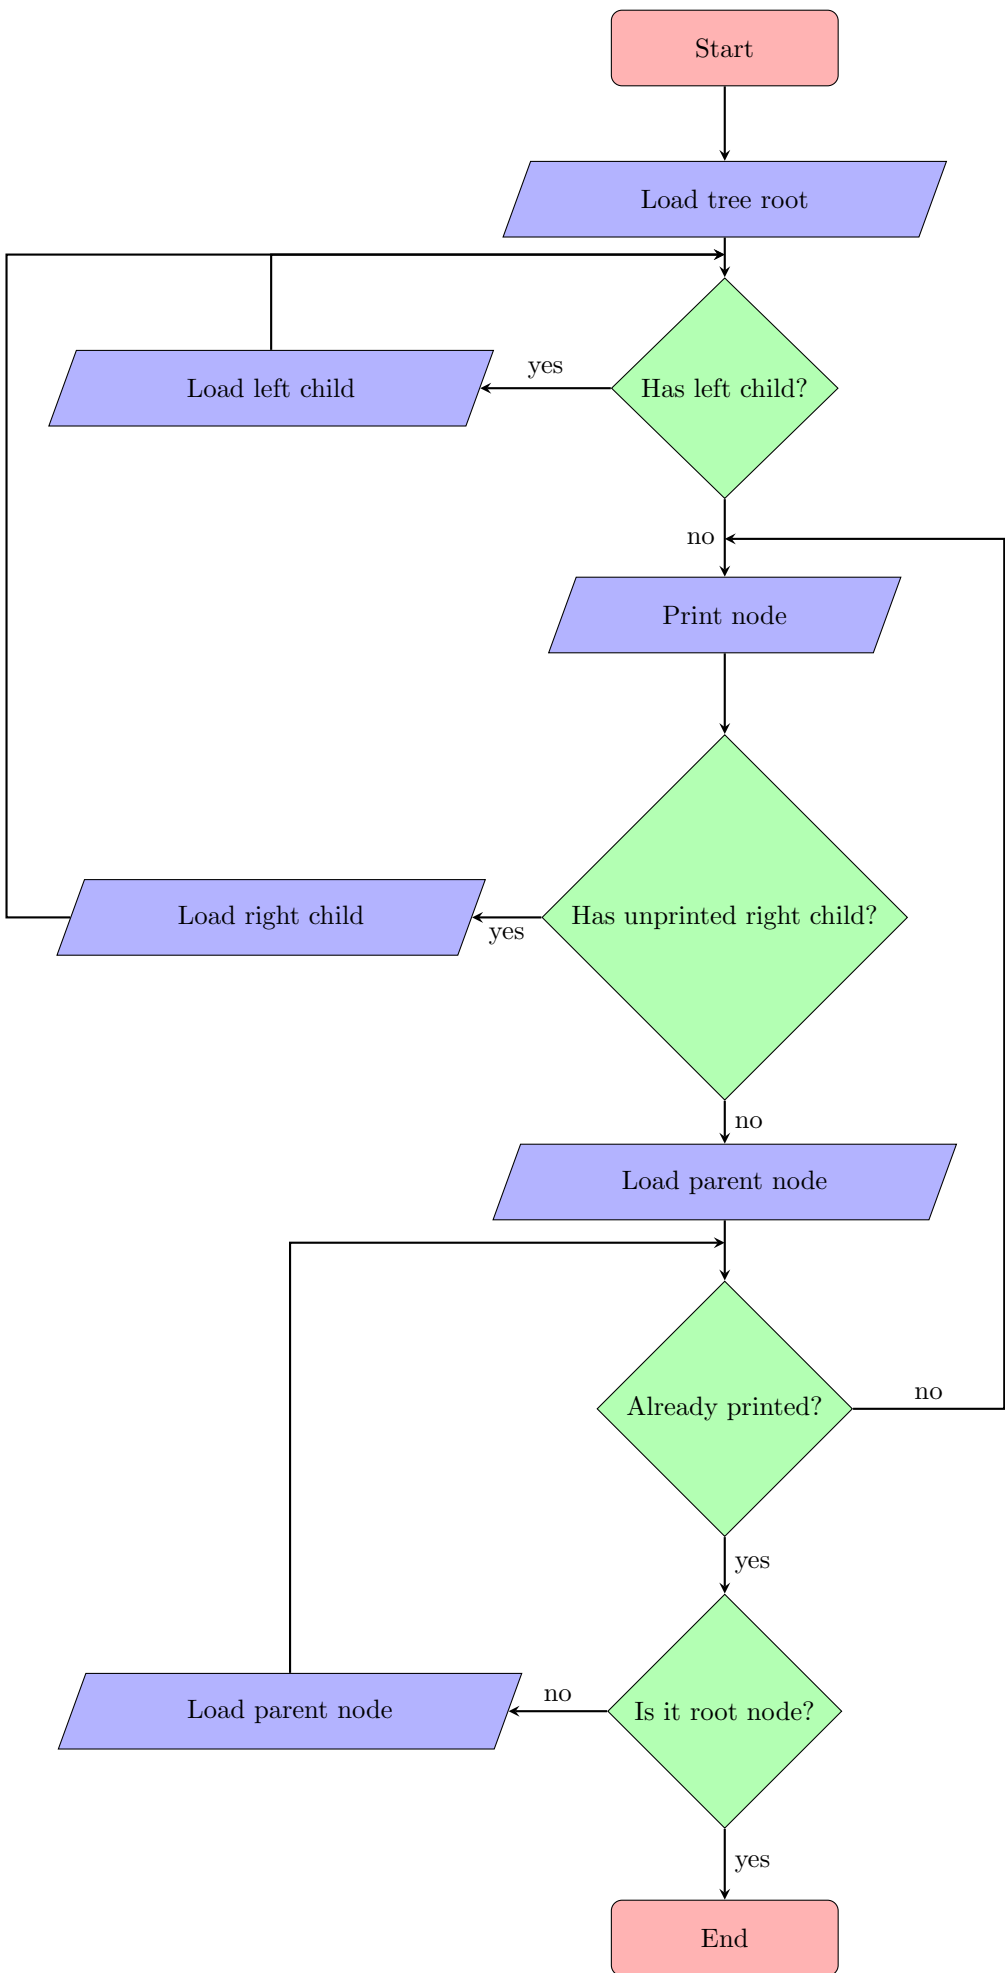 Start
Load tree root
Load left child
yes
Has left child?
no
Print node
Load right child
yes
Has unprinted right child?
no
Load parent node
Already printed?
no
yes
Load parent node
no
Is it root node?
yes
End